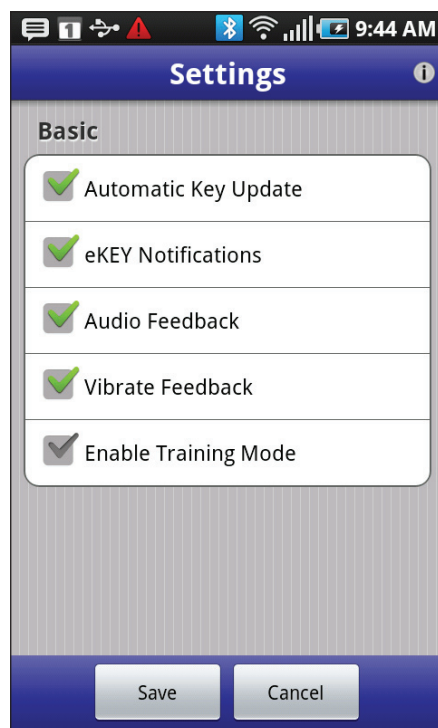 1 9:44 AM
Settings i
Basic
Automatic Key Update
eKEY Notifications
Audio Feedback
Vibrate Feedback
Enable Training Mode
Save Cancel